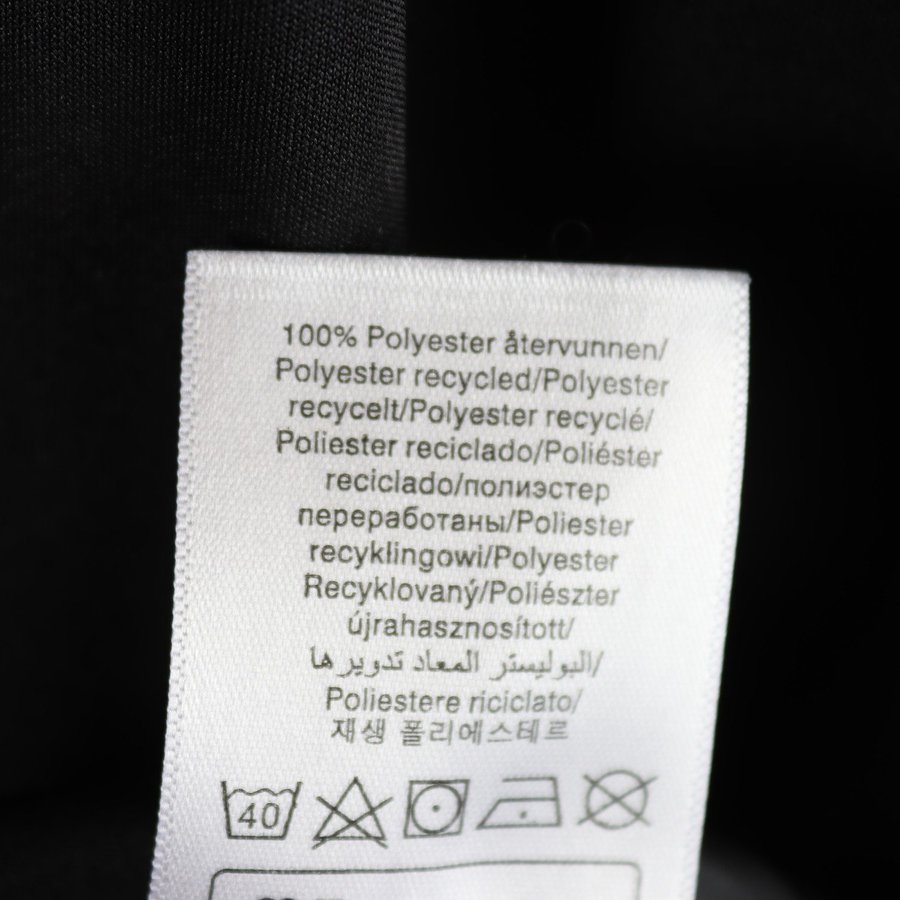 100% Polyester återvunnen/
Polyester recycled/Polyester
recycelt/Polyester recyclé/
Poliester reciclado/Poliéster
reciclado/полиэстер
переработаны/Poliester
recyklingowi/Polyester
Recyklovaný/Poliészter
újrahasznosított/
البوليستر المعاد تدويرها/
Poliestere riciclato/
재생 폴리에스테르
40